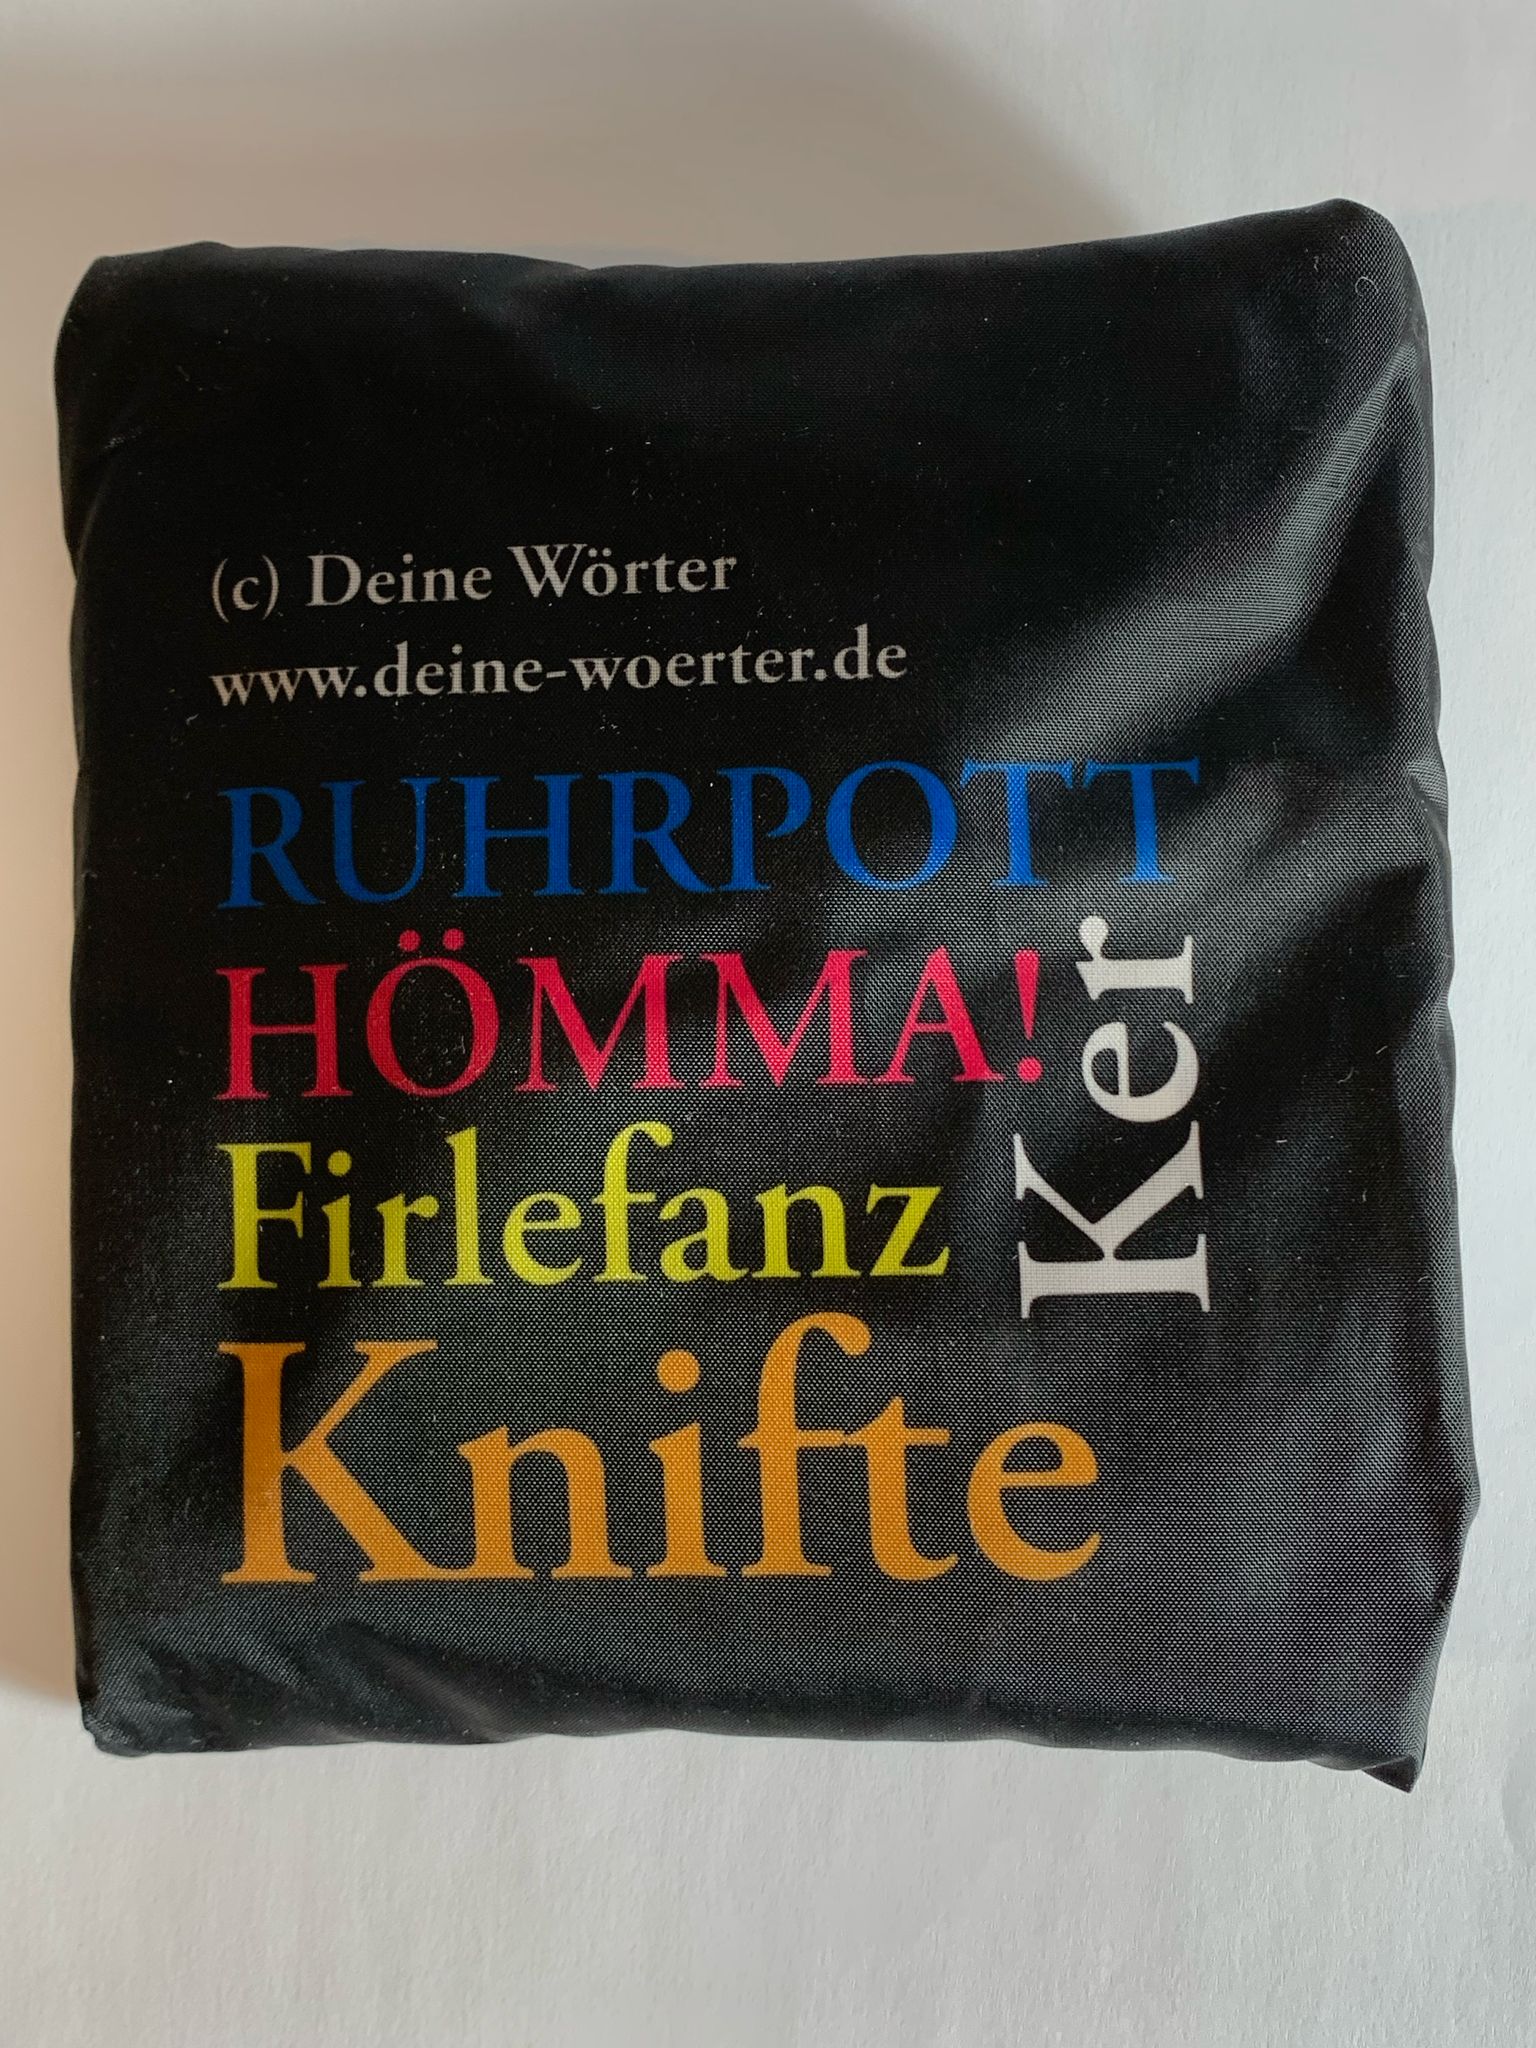 (c) Deine Wörter
www.deine-woerter.de
RUHRPOTT
HÖMMA!
Ker
Firlefanz
Knifte